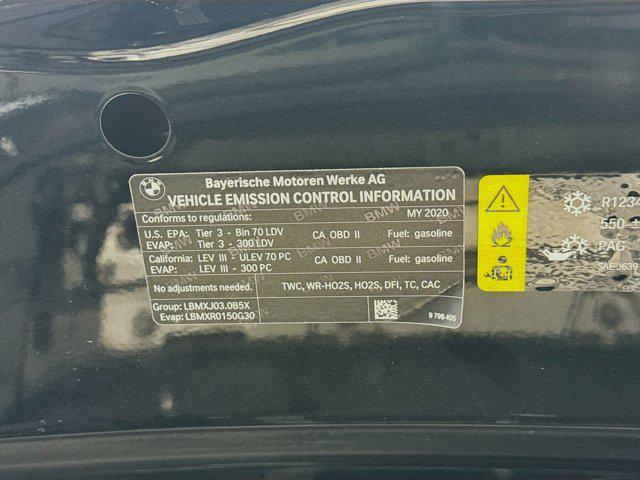 BMW
Bayerische Motoren Werke AG
VEHICLE EMISSION CONTROL INFORMATION
Conforms to regulations: MY 2020
U.S. EPA: Tier 3 - Bin 70 LDV CA OBD II Fuel: gasoline
EVAP: Tier 3 - 300 LDV
California: LEV III - ULEV 70 PC CA OBD II Fuel: gasoline
EVAP: LEV III - 300 PC
No adjustments needed. TWC, WR-HO2S, HO2S, DFI, TC, CAC
Group: LBMXJ03.0B5X
Evap: LBMXR0150G30
9 798 405
R1234
550 ±
PAG
SAE J639